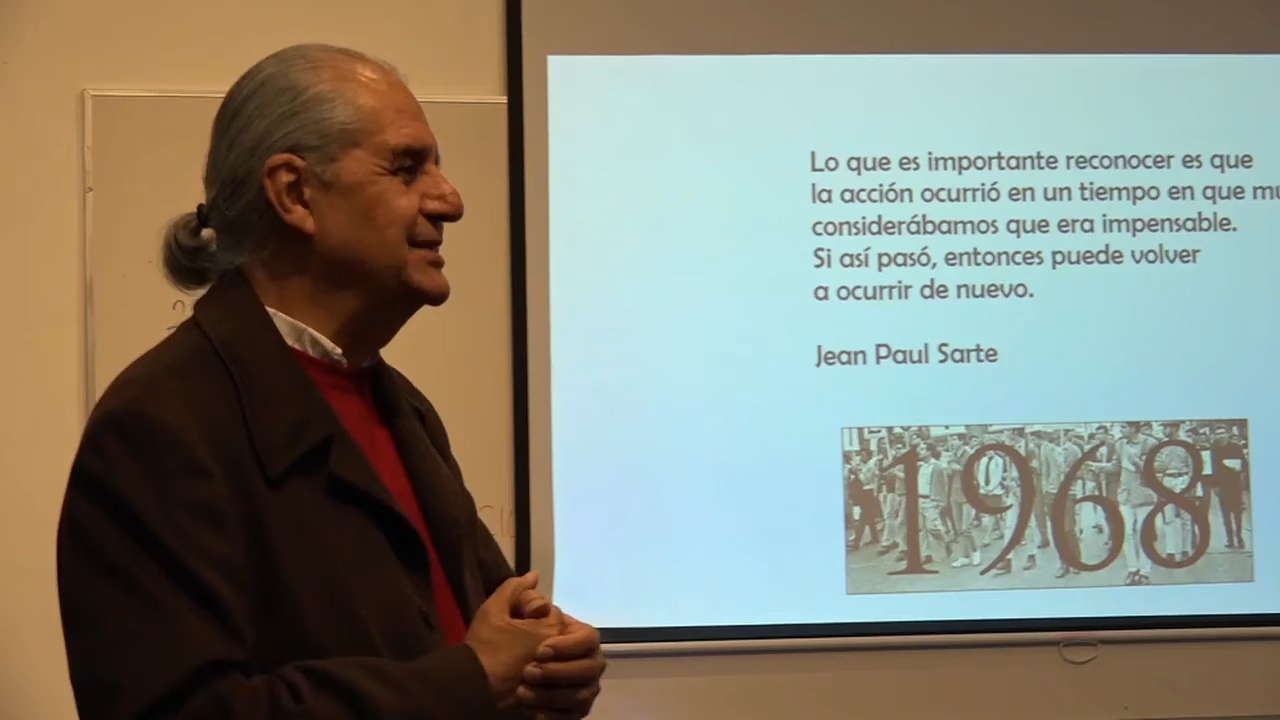 Lo que es importante reconocer es que
la acción ocurrió en un tiempo en que
considerábamos que era impensable.
Si así pasó, entonces puede volver
a ocurrir de nuevo.
Jean Paul Sarte
1968